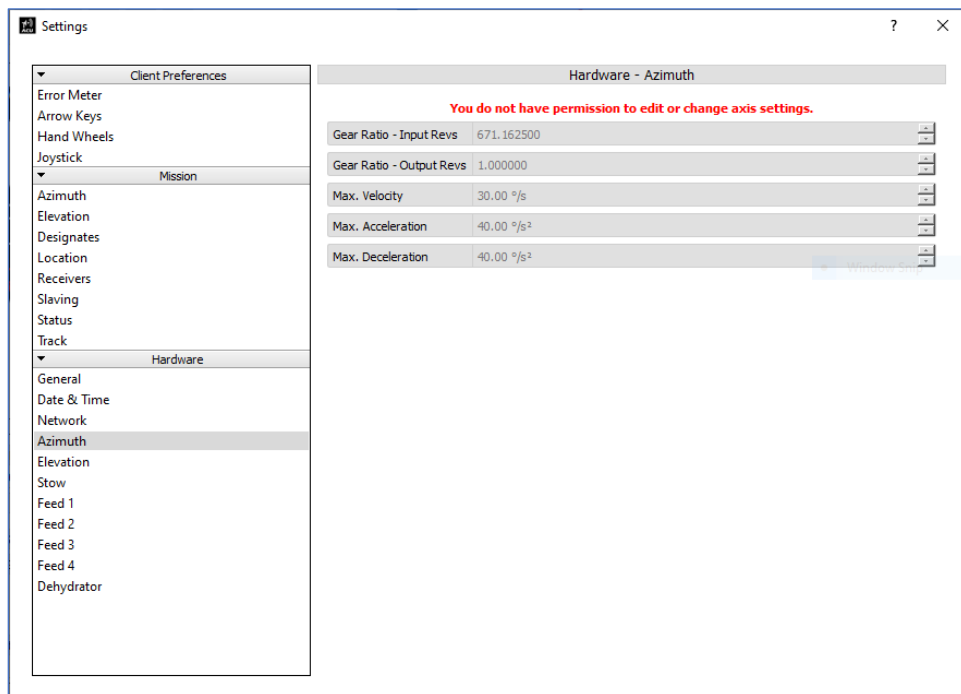 Settings
?
Client Preferences
Error Meter
Arrow Keys
Hand Wheels
Joystick
Mission
Azimuth
Elevation
Designates
Location
Receivers
Slaving
Status
Track
Hardware
General
Date & Time
Network
Azimuth
Elevation
Stow
Feed 1
Feed 2
Feed 3
Feed 4
Dehydrator
Hardware - Azimuth
You do not have permission to edit or change axis settings.
Gear Ratio - Input Revs 671.162500
Gear Ratio - Output Revs 1.000000
Max. Velocity 30.00 °/s
Max. Acceleration 40.00 °/s²
Max. Deceleration 40.00 °/s²
Window Snip